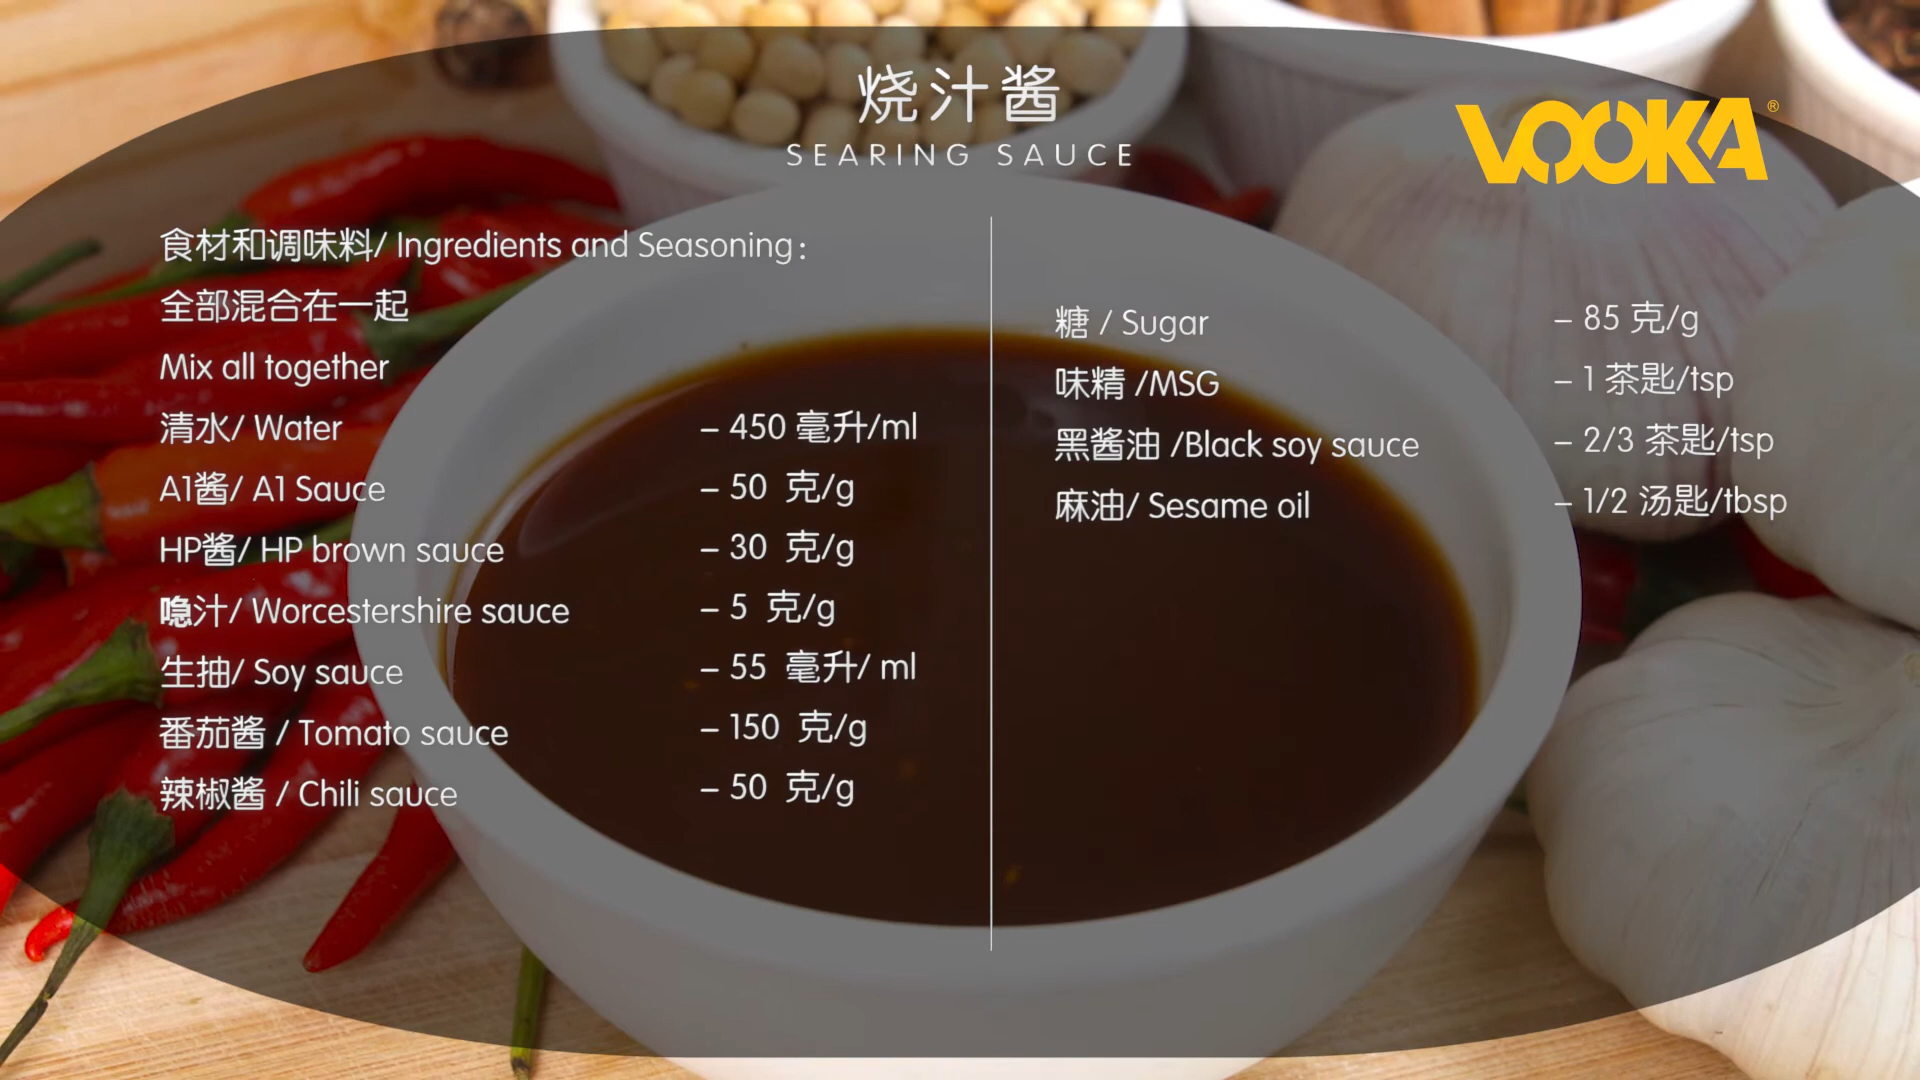 烧汁酱
SEARING SAUCE
VOOKA®
食材和调味料/ Ingredients and Seasoning:
全部混合在一起
Mix all together
清水/ Water – 450 毫升/ml
A1酱/ A1 Sauce – 50 克/g
HP酱/ HP brown sauce – 30 克/g
喼汁/ Worcestershire sauce – 5 克/g
生抽/ Soy sauce – 55 毫升/ ml
番茄酱 / Tomato sauce – 150 克/g
辣椒酱 / Chili sauce – 50 克/g
糖 / Sugar – 85 克/g
味精 /MSG – 1 茶匙/tsp
黑酱油 /Black soy sauce – 2/3 茶匙/tsp
麻油/ Sesame oil – 1/2 汤匙/tbsp